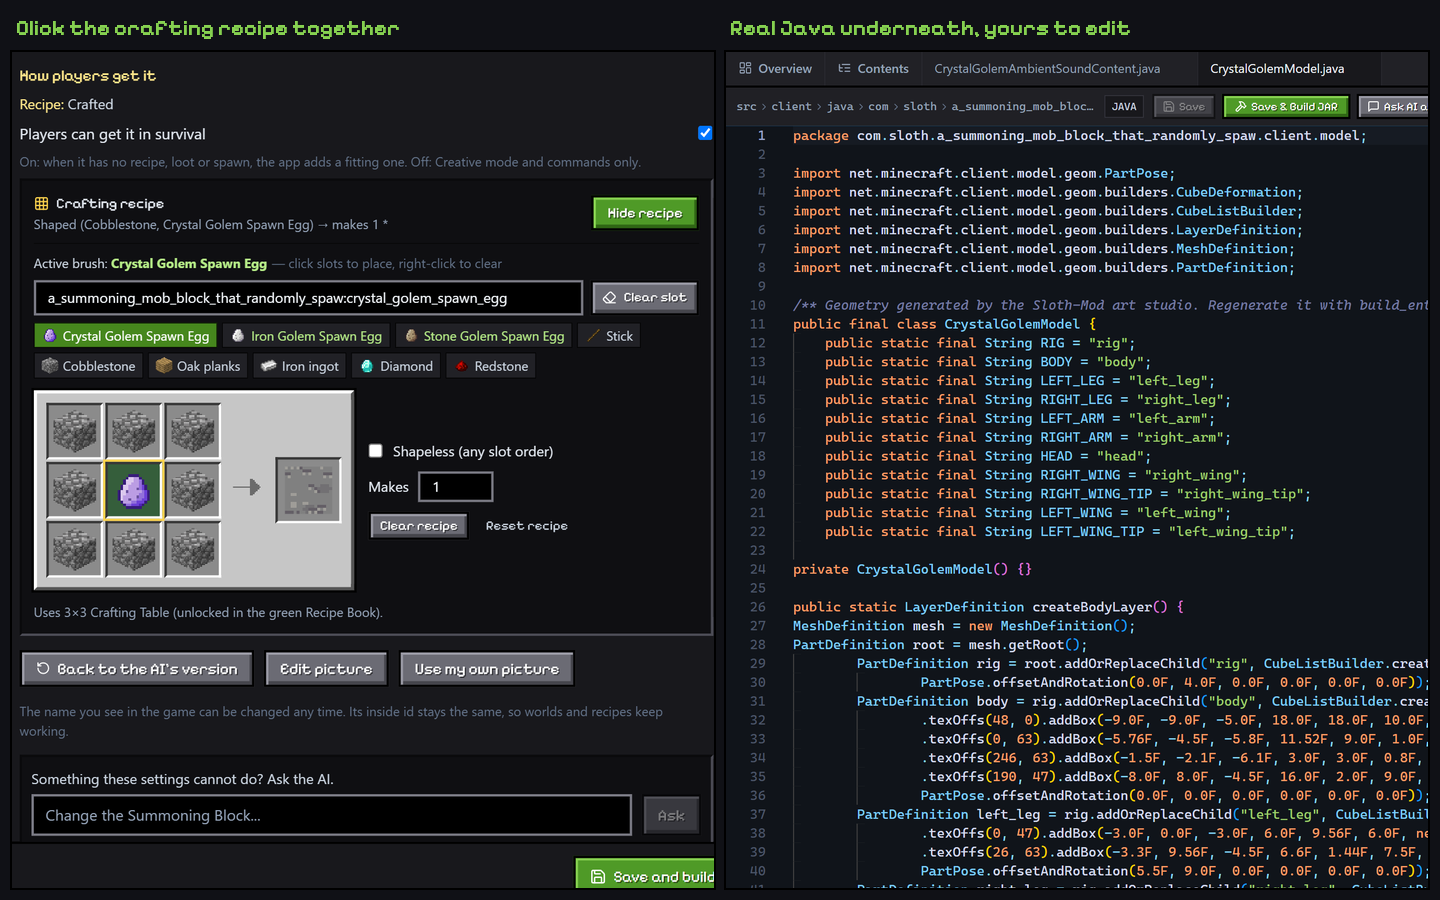 Click the crafting recipe together
How players get it
Recipe: Crafted
Players can get it in survival
On: when it has no recipe, loot or spawn, the app adds a fitting one. Off: Creative mode and commands only.
Crafting recipe
Shaped (Cobblestone, Crystal Golem Spawn Egg) → makes 1 *
Hide recipe
Active brush: Crystal Golem Spawn Egg — click slots to place, right-click to clear
a_summoning_mob_block_that_randomly_spaw:crystal_golem_spawn_egg
Clear slot
Crystal Golem Spawn Egg
Iron Golem Spawn Egg
Stone Golem Spawn Egg
Stick
Cobblestone
Oak planks
Iron ingot
Diamond
Redstone
Shapeless (any slot order)
Makes 1
Clear recipe
Reset recipe
Uses 3×3 Crafting Table (unlocked in the green Recipe Book).
Back to the AI's version
Edit picture
Use my own picture
The name you see in the game can be changed any time. Its inside id stays the same, so worlds and recipes keep
working.
Something these settings cannot do? Ask the AI.
Change the Summoning Block...
Ask
Save and build
Real Java underneath, yours to edit
Overview
Contents
CrystalGolemAmbientSoundContent.java
CrystalGolemModel.java
src > client > java > com > sloth > a_summoning_mob_bloc…
JAVA
Save
Save & Build JAR
Ask AI a
1 package com.sloth.a_summoning_mob_block_that_randomly_spaw.client.model;
2
3 import net.minecraft.client.model.geom.PartPose;
4 import net.minecraft.client.model.geom.builders.CubeDeformation;
5 import net.minecraft.client.model.geom.builders.CubeListBuilder;
6 import net.minecraft.client.model.geom.builders.LayerDefinition;
7 import net.minecraft.client.model.geom.builders.MeshDefinition;
8 import net.minecraft.client.model.geom.builders.PartDefinition;
9
10 /** Geometry generated by the Sloth-Mod art studio. Regenerate it with build_ent
11 public final class CrystalGolemModel {
12 public static final String RIG = "rig";
13 public static final String BODY = "body";
14 public static final String LEFT_LEG = "left_leg";
15 public static final String RIGHT_LEG = "right_leg";
16 public static final String LEFT_ARM = "left_arm";
17 public static final String RIGHT_ARM = "right_arm";
18 public static final String HEAD = "head";
19 public static final String RIGHT_WING = "right_wing";
20 public static final String RIGHT_WING_TIP = "right_wing_tip";
21 public static final String LEFT_WING = "left_wing";
22 public static final String LEFT_WING_TIP = "left_wing_tip";
23
24 private CrystalGolemModel() {}
25
26 public static LayerDefinition createBodyLayer() {
27 MeshDefinition mesh = new MeshDefinition();
28 PartDefinition root = mesh.getRoot();
29 PartDefinition rig = root.addOrReplaceChild("rig", CubeListBuilder.creat
30 PartPose.offsetAndRotation(0.0F, 4.0F, 0.0F, 0.0F, 0.0F, 0.0F));
31 PartDefinition body = rig.addOrReplaceChild("body", CubeListBuilder.crea
32 .texOffs(48, 0).addBox(-9.0F, -9.0F, -5.0F, 18.0F, 18.0F, 10.0F,
33 .texOffs(0, 63).addBox(-5.76F, -4.5F, -5.8F, 11.52F, 9.0F, 1.0F,
34 .texOffs(246, 63).addBox(-1.5F, -2.1F, -6.1F, 3.0F, 3.0F, 0.8F,
35 .texOffs(190, 47).addBox(-8.0F, 8.0F, -4.5F, 16.0F, 2.0F, 9.0F,
36 PartPose.offsetAndRotation(0.0F, 0.0F, 0.0F, 0.0F, 0.0F, 0.0F));
37 PartDefinition left_leg = rig.addOrReplaceChild("left_leg", CubeListBuil
38 .texOffs(0, 47).addBox(-3.0F, 0.0F, -3.0F, 6.0F, 9.56F, 6.0F, ne
39 .texOffs(26, 63).addBox(-3.3F, 9.56F, -4.5F, 6.6F, 1.44F, 7.5F,
40 PartPose.offsetAndRotation(5.5F, 9.0F, 0.0F, 0.0F, 0.0F, 0.0F));